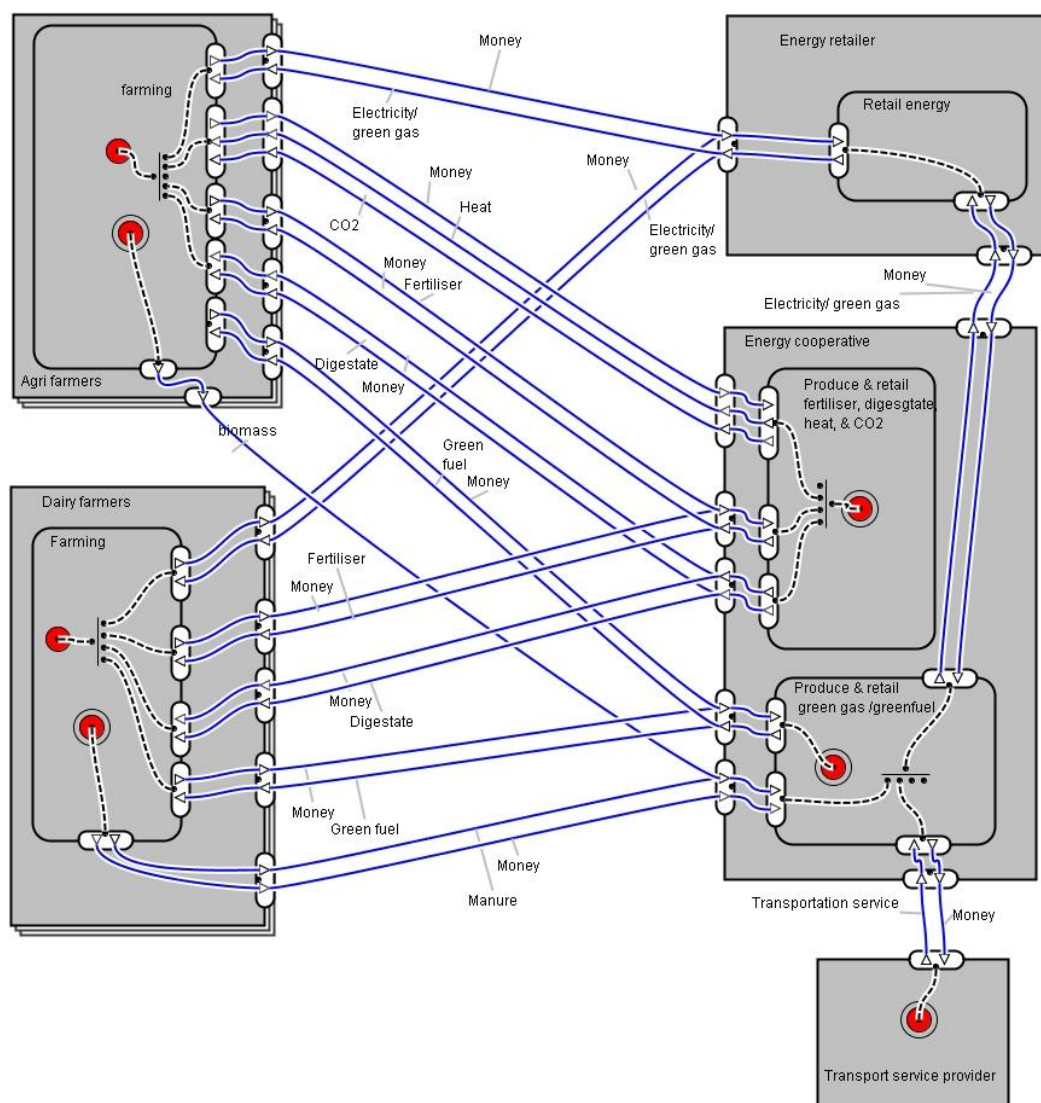 Money
Energy retailer
farming
Retail energy
Electricity/
green gas
Money
Money
Heat
CO2
Electricity/
green gas
Money
Fertiliser
Money
Electricity/ green gas
Energy cooperative
Digestate
Money
Agri farmers
Produce & retail
fertiliser, digesgtate,
heat, & CO2
biomass
Green
fuel
Money
Dairy farmers
Farming
Fertiliser
Money
Money
Digestate
Produce & retail
green gas /greenfuel
Money
Green fuel
Money
Manure
Transportation service
Money
Transport service provider